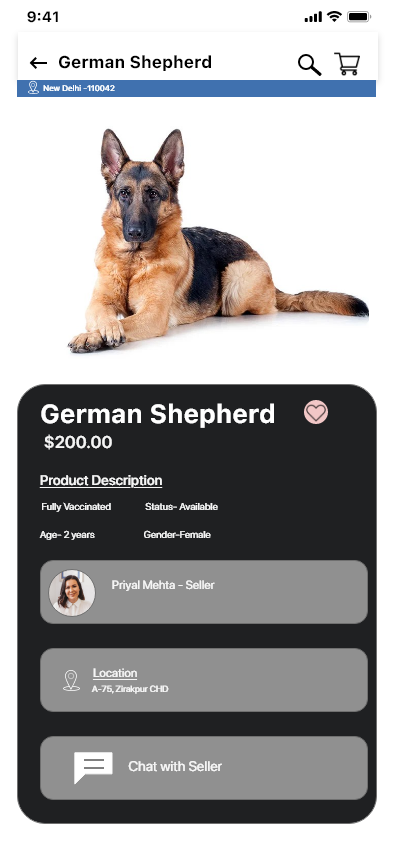 9:41
German Shepherd
New Delhi -110042
German Shepherd
$200.00
Product Description
Fully Vaccinated Status- Available
Age- 2 years Gender-Female
Priyal Mehta - Seller
Location
A-75, Zirakpur CHD
Chat with Seller